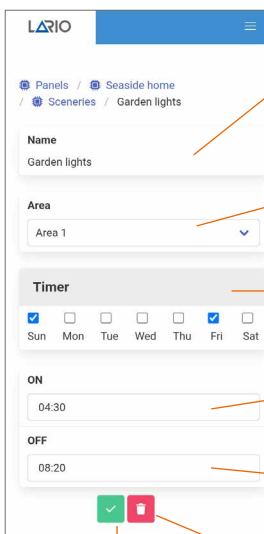 LARIO
Panels / Seaside home
/ Sceneries / Garden lights
Name
Garden lights
Area
Area 1
Timer
Sun Mon Tue Wed Thu Fri Sat
ON
04:30
OFF
08:20